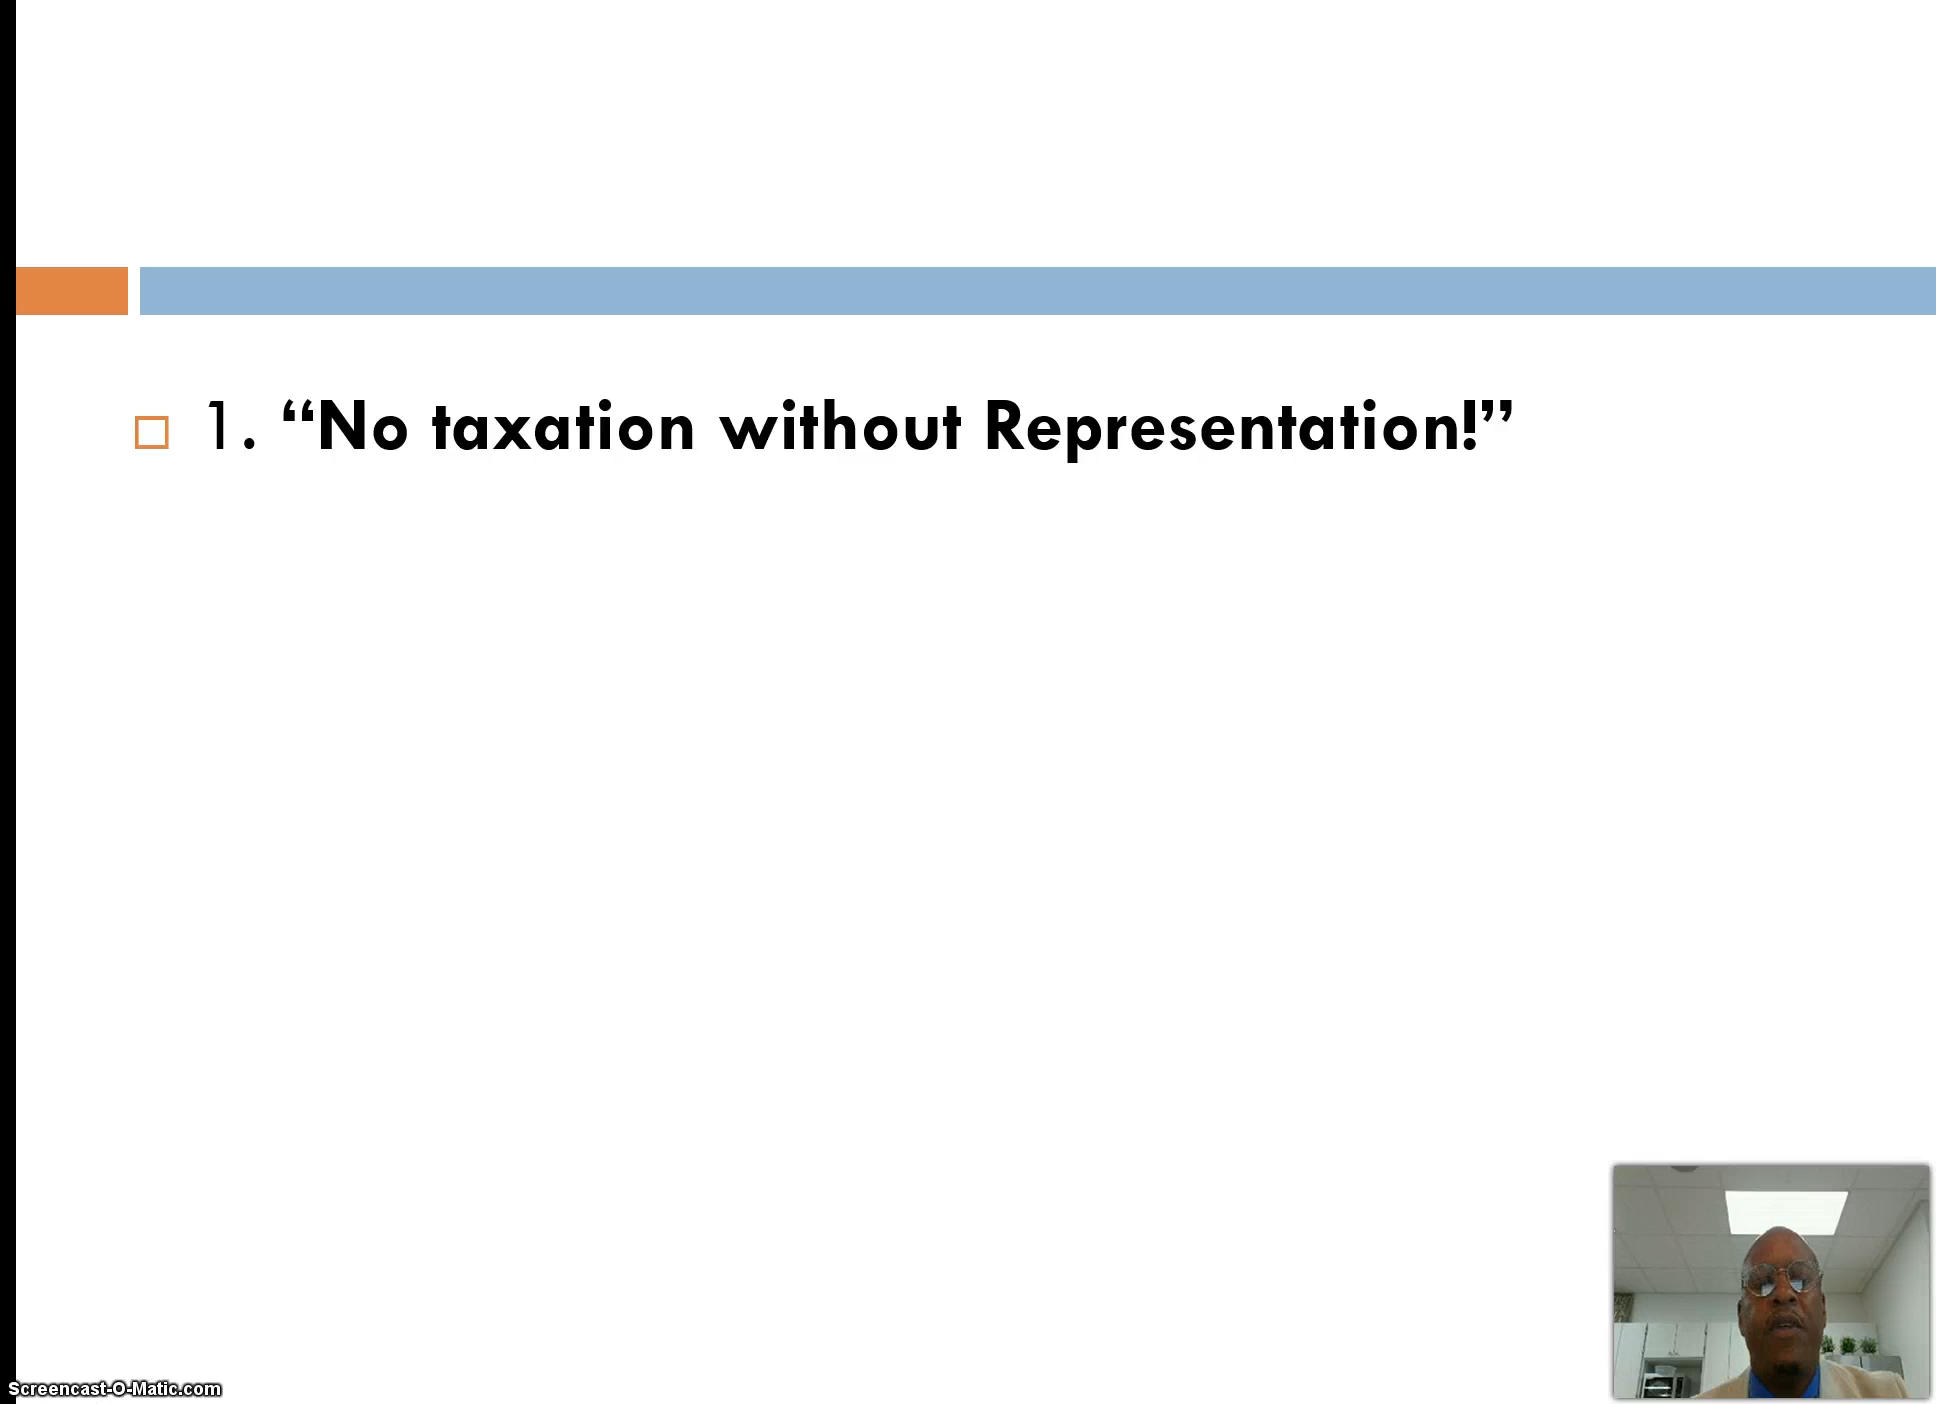 1. “No taxation without Representation!”
Screencast-O-Matic.com